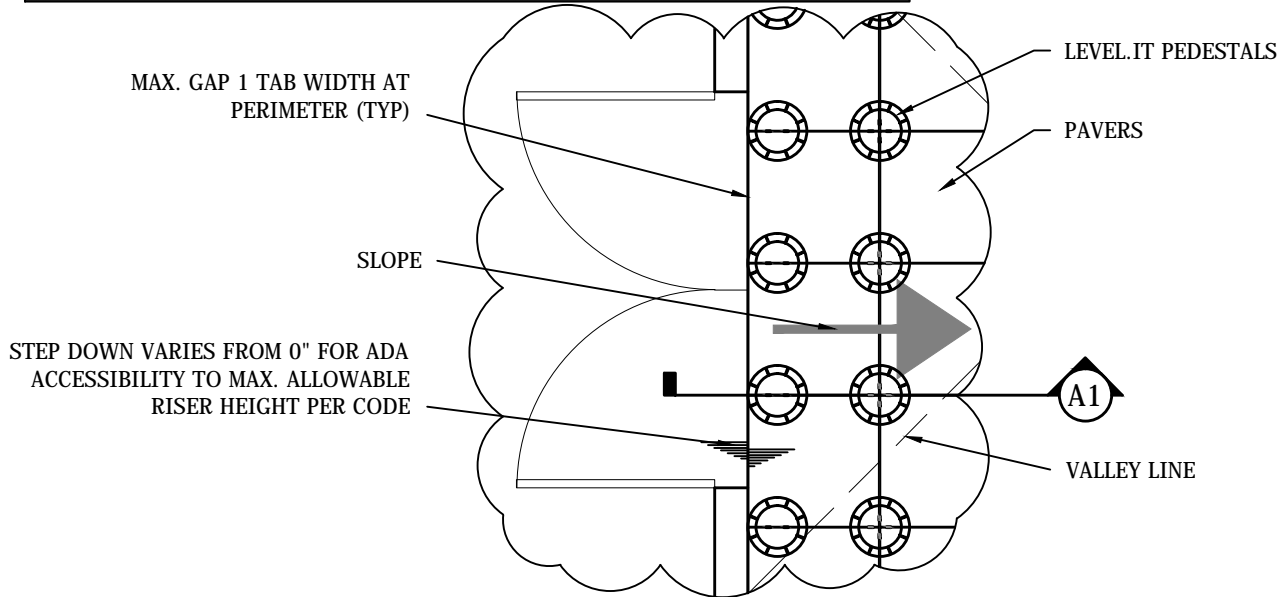 MAX. GAP 1 TAB WIDTH AT
PERIMETER (TYP)
SLOPE
STEP DOWN VARIES FROM 0" FOR ADA
ACCESSIBILITY TO MAX. ALLOWABLE
RISER HEIGHT PER CODE
LEVEL.IT PEDESTALS
PAVERS
A1
VALLEY LINE